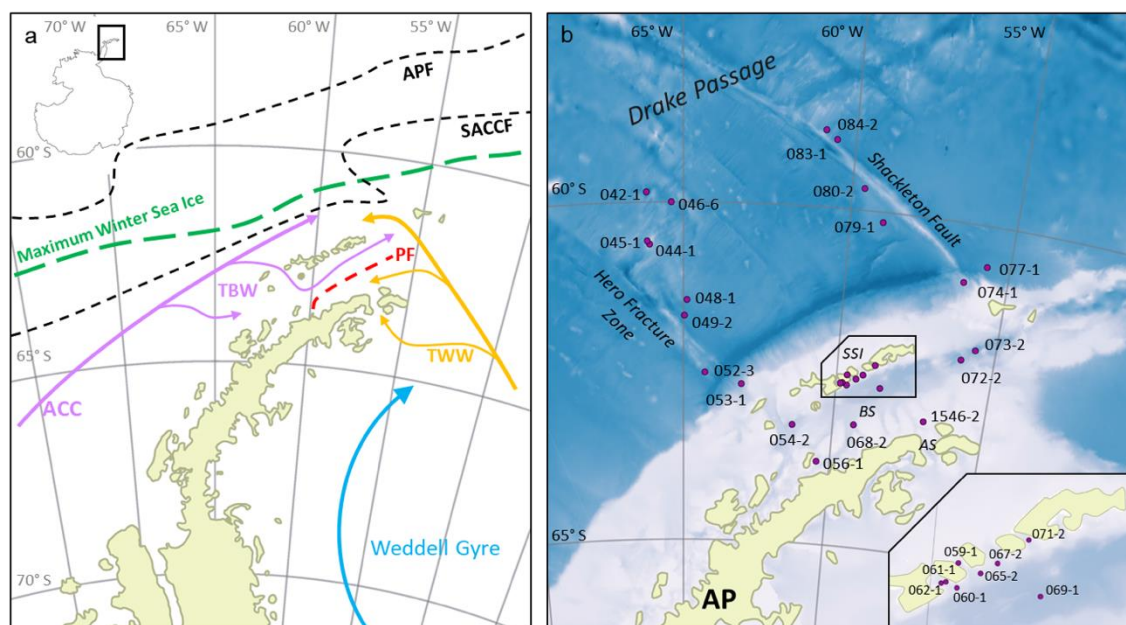 a
70° W
65° W
60° W
55° W
APF
SACCF
60° S
Maximum Winter Sea Ice
PF
TBW
TWW
65° S
ACC
Weddell Gyre
70° S
b
65° W
60° W
55° W
Drake Passage
084-2
083-1
Shackleton Fault
60° S
042-1
046-6
080-2
079-1
045-1
044-1
077-1
074-1
048-1
049-2
Hero Fracture
Zone
SSI
073-2
072-2
052-3
053-1
BS
1546-2
054-2
068-2
AS
056-1
65° S
AP
071-2
059-1
067-2
061-1
065-2
062-1
060-1
069-1